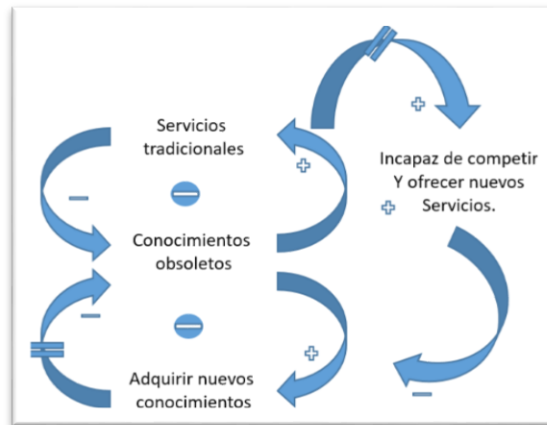 Servicios
tradicionales
Incapaz de competir
Y ofrecer nuevos
Servicios.
Conocimientos
obsoletos
Adquirir nuevos
conocimientos